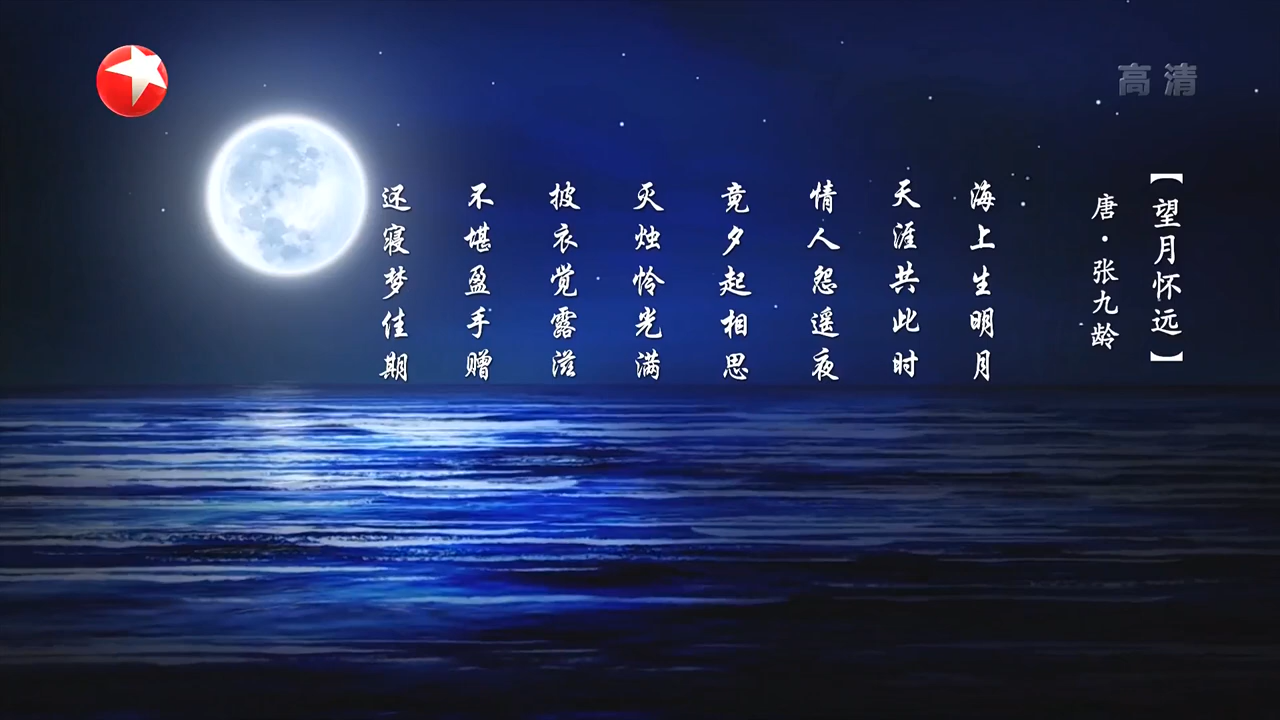 高清
【望月怀远】
唐·张九龄
海上生明月
天涯共此时
情人怨遥夜
竟夕起相思
灭烛怜光满
披衣觉露滋
不堪盈手赠
还寝梦佳期